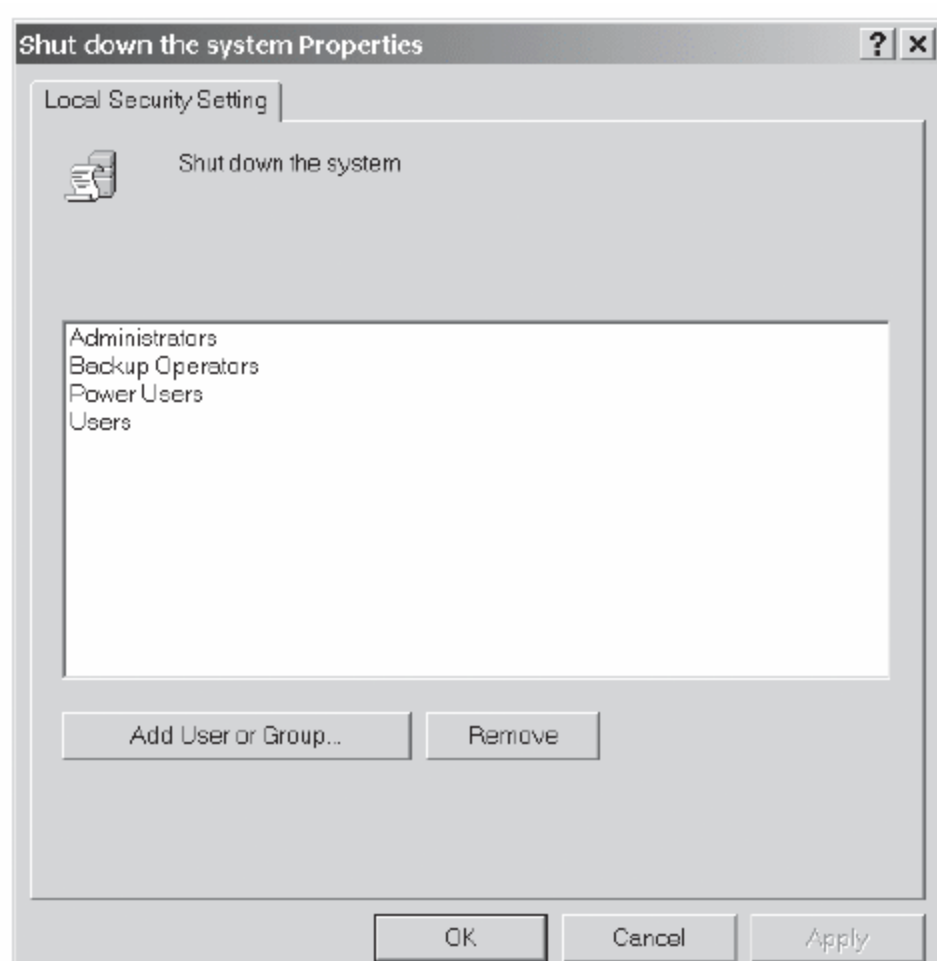 Shut down the system Properties
Local Security Setting
Shut down the system
Administrators
Backup Operators
Power Users
Users
Add User or Group...
Remove
OK
Cancel
Apply